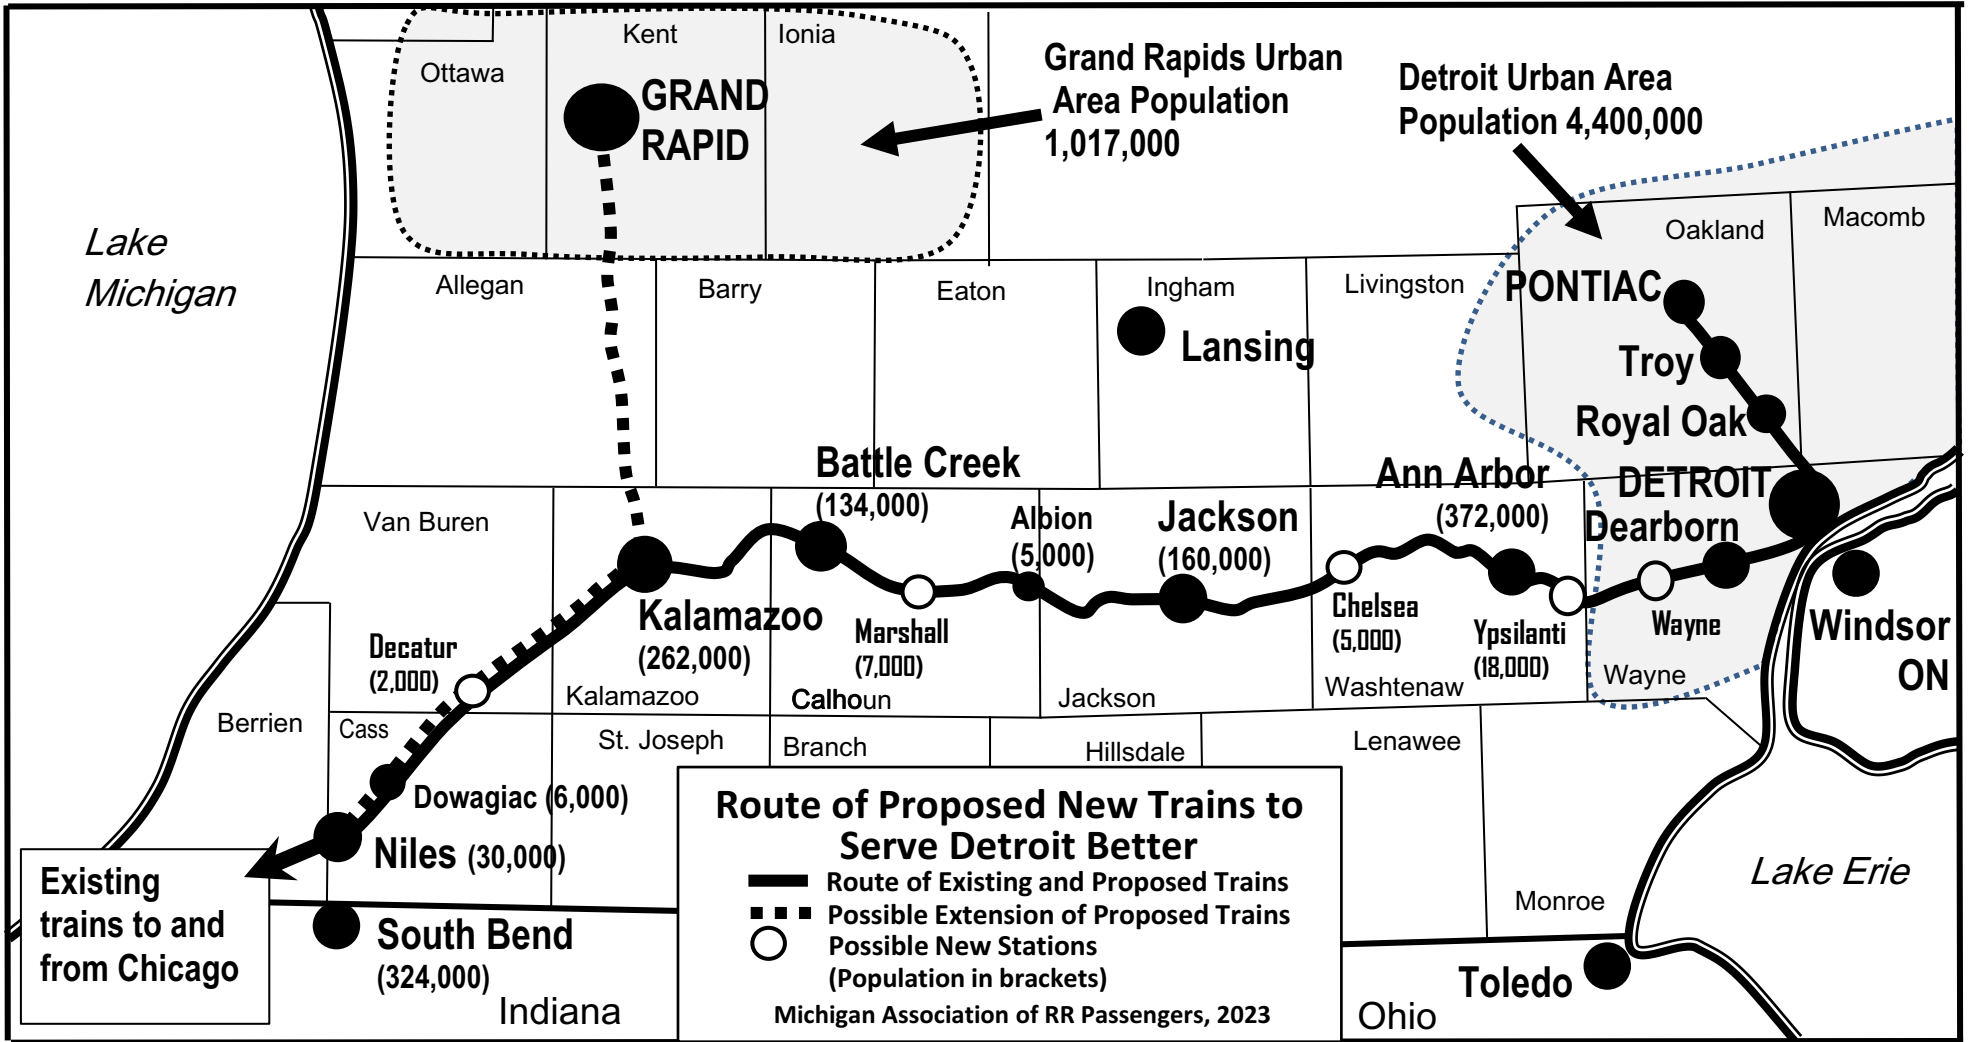 Kent
Ionia
Ottawa
GRAND
RAPID
Grand Rapids Urban
Area Population
1,017,000
Detroit Urban Area
Population 4,400,000
Lake
Michigan
Oakland
Macomb
Allegan
Barry
Eaton
Ingham
Livingston
PONTIAC
Lansing
Troy
Royal Oak
Battle Creek
(134,000)
Ann Arbor
(372,000)
DETROIT
Dearborn
Van Buren
Albion
(5,000)
Jackson
(160,000)
Kalamazoo
(262,000)
Decatur
(2,000)
Marshall
(7,000)
Chelsea
(5,000)
Ypsilanti
(18,000)
Wayne
Windsor
ON
Kalamazoo
Calhoun
Jackson
Washtenaw
Wayne
Berrien
Cass
St. Joseph
Branch
Hillsdale
Lenawee
Dowagiac (6,000)
Niles (30,000)
Existing
trains to and
from Chicago
South Bend
(324,000)
Indiana
Route of Proposed New Trains to
Serve Detroit Better
Route of Existing and Proposed Trains
Possible Extension of Proposed Trains
Possible New Stations
(Population in brackets)
Michigan Association of RR Passengers, 2023
Monroe
Toledo
Ohio
Lake Erie